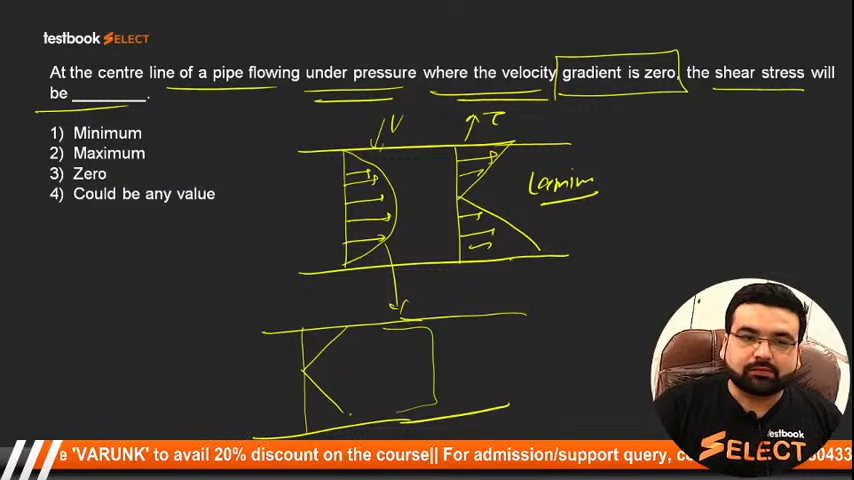 testbook SELECT
At the centre line of a pipe flowing under pressure where the velocity gradient is zero, the shear stress will
be ________.
1) Minimum
2) Maximum
3) Zero
4) Could be any value
V
τ
testbook
SELECT
'VARUNK' to avail 20% discount on the course|| For admission/support query,